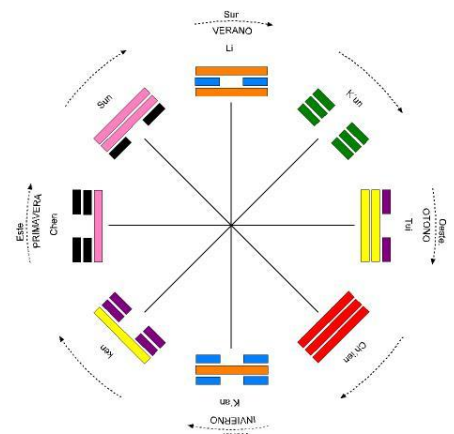 Sur
VERANO
Li
K'un
Oeste
OTOÑO
Tui
Ch'ien
INVIERNO
K'an
ken
Este
PRIMAVERA
Chen
Sun